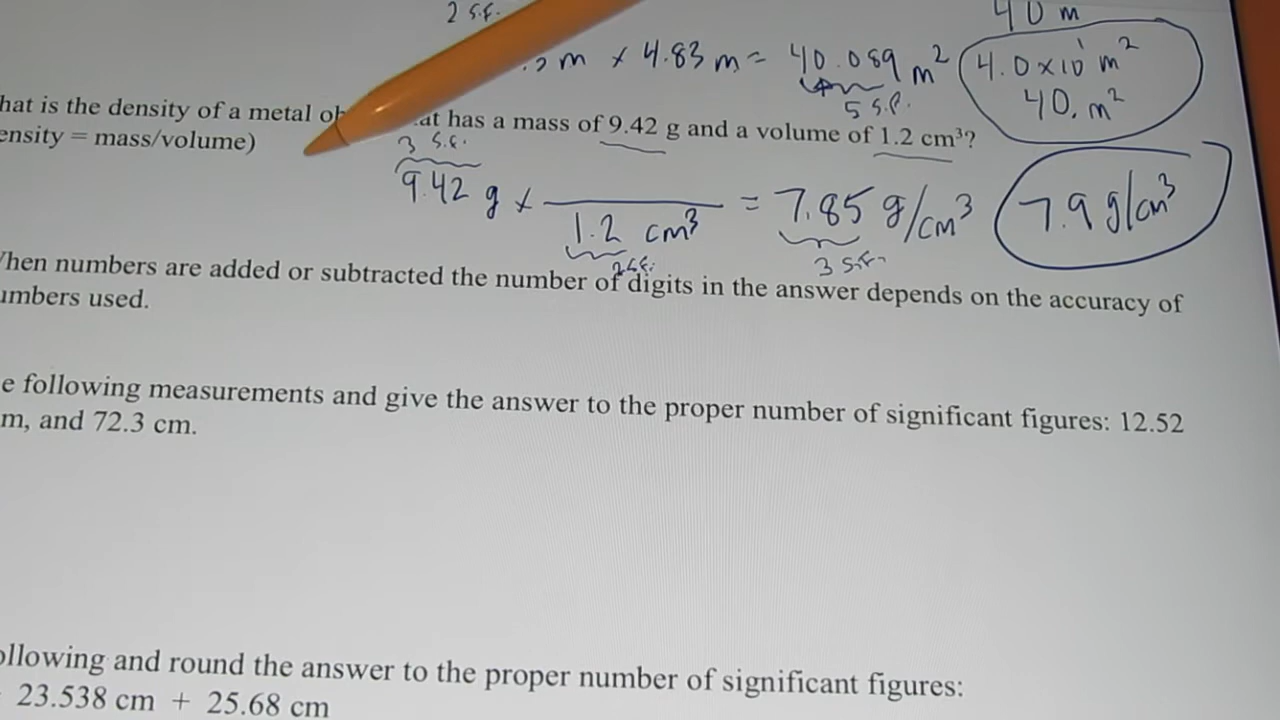 2 s.f.
40 m
m × 4.83 m = 40.089 m² 4.0×10¹ m²
5 s.f. 40. m²
hat is the density of a metal ob at has a mass of 9.42 g and a volume of 1.2 cm³?
ensity = mass/volume)
3 s.f.
9.42 g × 1.2 cm³ = 7.85 g/cm³ 7.9 g/cm³
2 s.f. 3 s.f.
hen numbers are added or subtracted the number of digits in the answer depends on the accuracy of
umbers used.
e following measurements and give the answer to the proper number of significant figures: 12.52
m, and 72.3 cm.
ollowing and round the answer to the proper number of significant figures:
23.538 cm + 25.68 cm